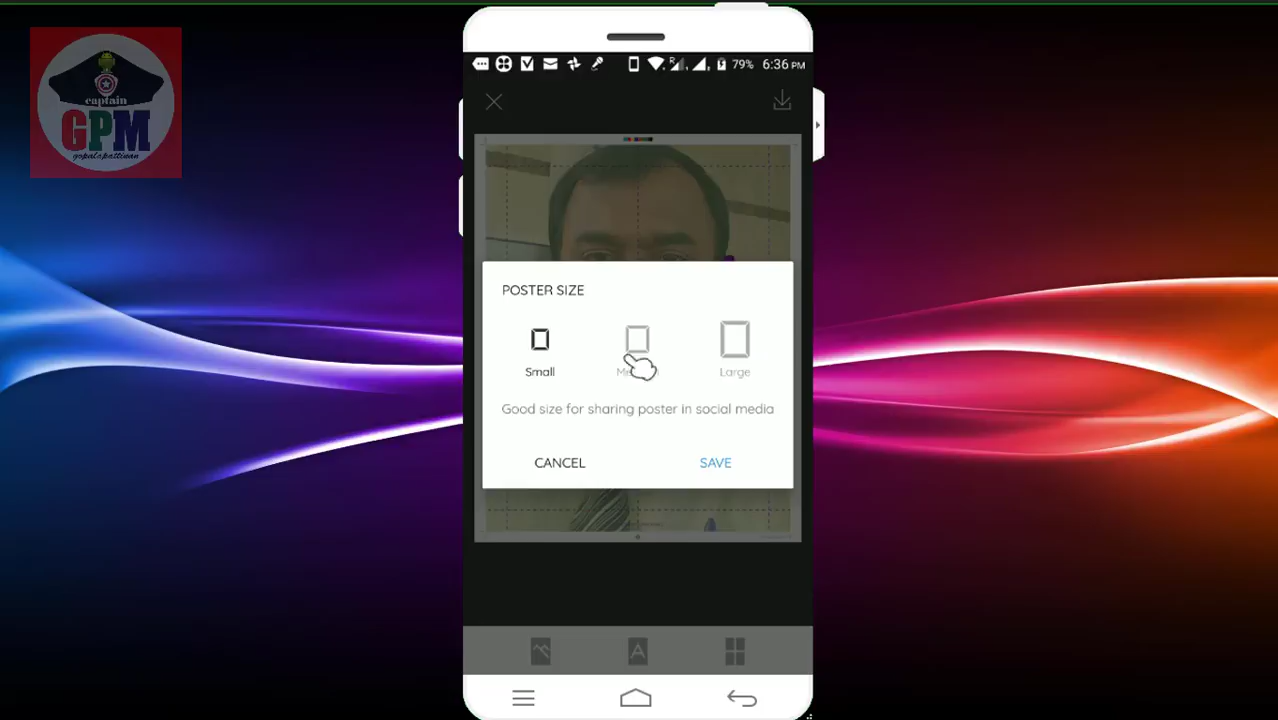 captain
GPM
79% 6:36 PM
POSTER SIZE
Small
Large
Good size for sharing poster in social media
CANCEL
SAVE
A